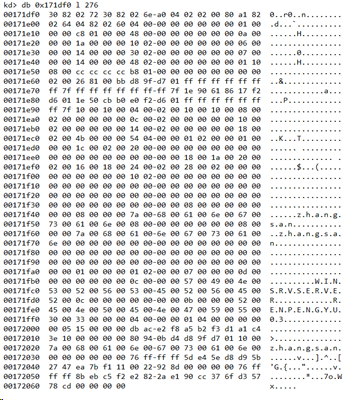 kd> db 0x171df0 l 276
00171df0 30 82 02 72 30 82 02 6e-a0 04 02 02 00 80 a1 82 0..r0..n........
00171e00 02 64 04 82 02 60 04 00-00 00 00 00 00 00 01 00 .d...`..........
00171e10 00 00 c8 01 00 00 48 00-00 00 00 00 00 00 0a 00 ......H.........
00171e20 00 00 1a 00 00 00 10 02-00 00 00 00 00 00 06 00 ................
00171e30 00 00 14 00 00 00 30 02-00 00 00 00 00 00 07 00 ......0.........
00171e40 00 00 14 00 00 00 48 02-00 00 00 00 00 00 01 10 ......H.........
00171e50 08 00 cc cc cc cc b8 01-00 00 00 00 00 00 00 00 ................
00171e60 02 00 26 81 00 bb d8 9f-d7 01 ff ff ff ff ff ff ..&.............
00171e70 ff 7f ff ff ff ff ff ff-ff 7f 1e 90 61 86 17 f2 ............a...
00171e80 d6 01 1e 50 cb b0 e0 f2-d6 01 ff ff ff ff ff ff ...P............
00171e90 ff 7f 10 00 10 00 04 00-02 00 10 00 10 00 08 00 ................
00171ea0 02 00 00 00 00 00 0c 00-02 00 00 00 00 00 10 00 ................
00171eb0 02 00 00 00 00 00 14 00-02 00 00 00 00 00 18 00 ................
00171ec0 02 00 4b 00 00 00 54 04-00 00 01 02 00 00 01 00 ..K...T.........
00171ed0 00 00 1c 00 02 00 20 00-00 00 00 00 00 00 00 00 ...... .........
00171ee0 00 00 00 00 00 00 00 00-00 00 18 00 1a 00 20 00 .............. .
00171ef0 02 00 16 00 18 00 24 00-02 00 28 00 02 00 00 00 ......$...(.....
00171f00 00 00 00 00 00 00 10 02-00 00 00 00 00 00 00 00 ................
00171f10 00 00 00 00 00 00 00 00-00 00 00 00 00 00 00 00 ................
00171f20 00 00 00 00 00 00 00 00-00 00 00 00 00 00 00 00 ................
00171f30 00 00 00 00 00 00 08 00-00 00 00 00 00 00 08 00 ................
00171f40 00 00 08 00 00 00 7a 00-68 00 61 00 6e 00 67 00 ......z.h.a.n.g.
00171f50 73 00 61 00 6e 00 08 00-00 00 00 00 00 00 08 00 s.a.n...........
00171f60 00 00 7a 00 68 00 61 00-6e 00 67 00 73 00 61 00 ..z.h.a.n.g.s.a.
00171f70 6e 00 00 00 00 00 00 00-00 00 00 00 00 00 00 00 n...............
00171f80 00 00 00 00 00 00 00 00-00 00 00 00 00 00 00 00 ................
00171f90 00 00 00 00 00 00 00 00-00 00 00 00 00 00 00 00 ................
00171fa0 00 00 01 00 00 00 01 02-00 00 07 00 00 00 0d 00 ................
00171fb0 00 00 00 00 00 00 0c 00-00 00 57 00 49 00 4e 00 ..........W.I.N.
00171fc0 53 00 52 00 56 00 53 00-45 00 52 00 56 00 45 00 S.R.V.S.E.R.V.E.
00171fd0 52 00 0c 00 00 00 00 00-00 00 0b 00 00 00 52 00 R.............R.
00171fe0 45 00 4e 00 50 00 45 00-4e 00 47 00 59 00 55 00 E.N.P.E.N.G.Y.U.
00171ff0 30 00 33 00 00 00 04 00-00 00 01 04 00 00 00 00 0.3.............
00172000 00 05 15 00 00 00 db ac-e2 f8 a5 b2 f3 d1 a1 c4 ................
00172010 3e 10 00 00 00 00 80 94-0b d4 d8 9f d7 01 10 00 >...............
00172020 7a 00 68 00 61 00 6e 00-67 00 73 00 61 00 6e 00 z.h.a.n.g.s.a.n.
00172030 00 00 00 00 00 00 76 ff-ff ff 5d e4 5e d8 d9 5b ......v...].^..[
00172040 27 47 ea 7b f1 11 00 00-22 92 8d 00 00 00 76 ff
00172050 ff ff 8b eb c5 f2 e2 82-2a e1 90 cc 37 6f d3 57 ........*...7o.W
00172060 78 cd 00 00 00 00 x.....